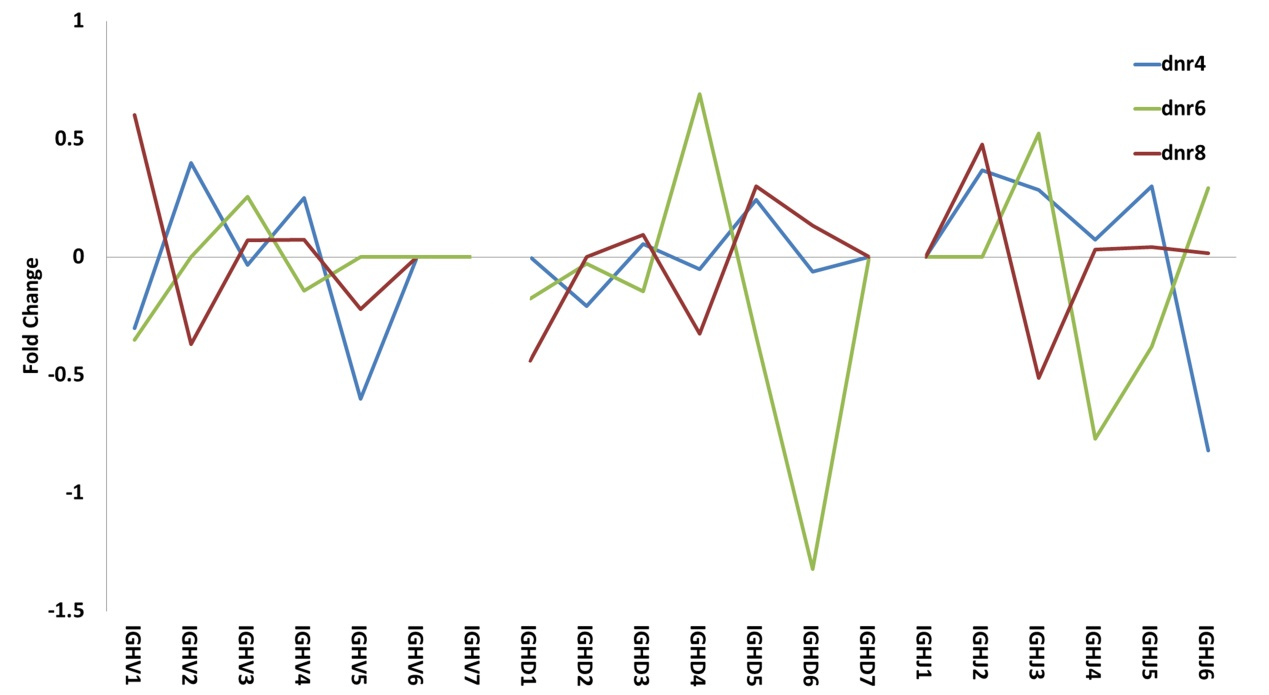 1
0.5
0
-0.5
-1
-1.5
Fold Change
dnr4
dnr6
dnr8
IGHV1
IGHV2
IGHV3
IGHV4
IGHV5
IGHV6
IGHV7
IGHD1
IGHD2
IGHD3
IGHD4
IGHD5
IGHD6
IGHD7
IGHJ1
IGHJ2
IGHJ3
IGHJ4
IGHJ5
IGHJ6